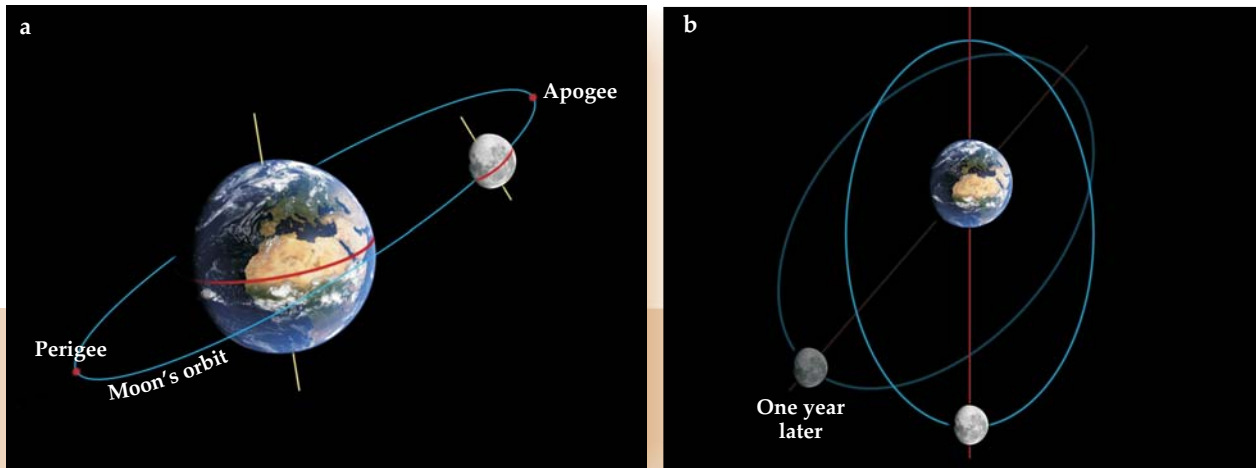 a
Apogee
Perigee
Moon's orbit
b
One year
later